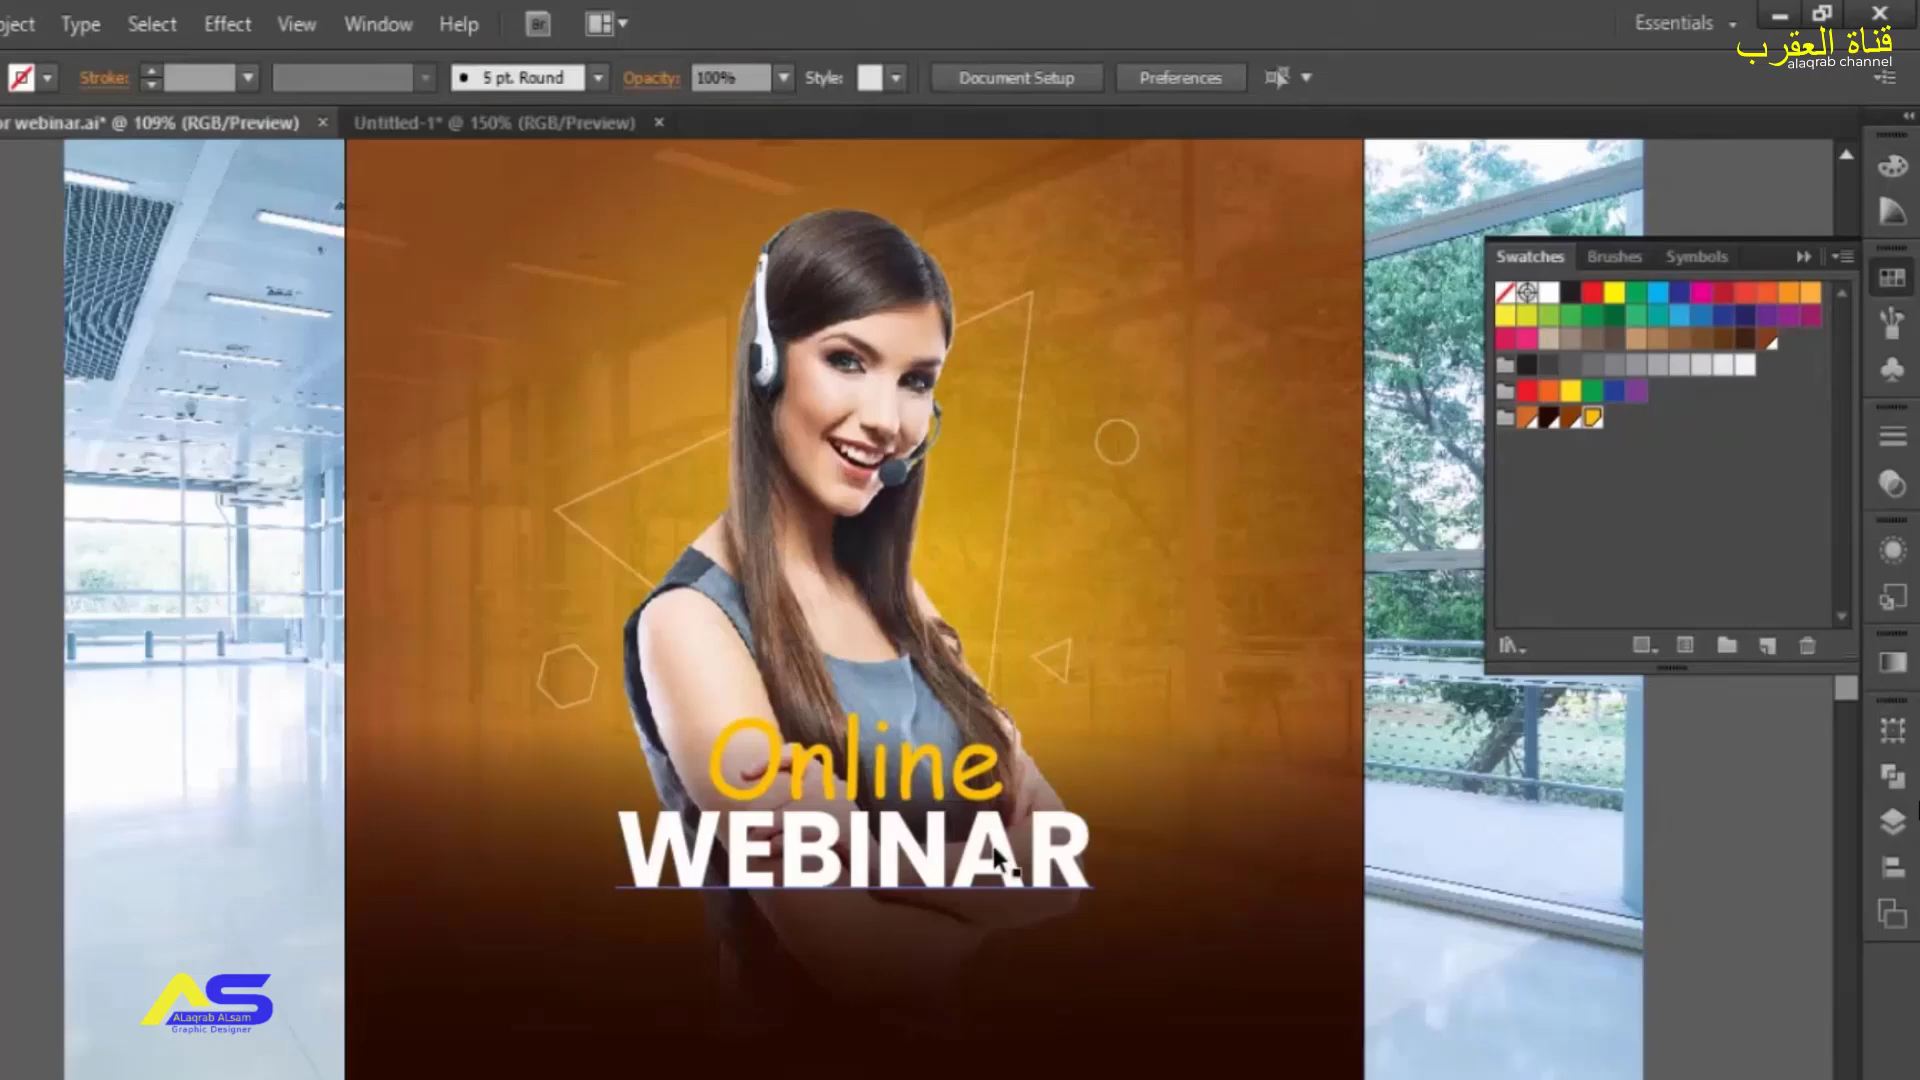 Type Select Effect View Window Help Br Essentials
قناة العقرب
alaqrab channel
Stroke: 5 pt. Round Opacity: 100% Style: Document Setup Preferences
or webinar.ai* @ 109% (RGB/Preview) × Untitled-1* @ 150% (RGB/Preview) ×
Swatches Brushes Symbols
Online
WEBINAR
AS
ALaqrab ALsam
Graphic Designer